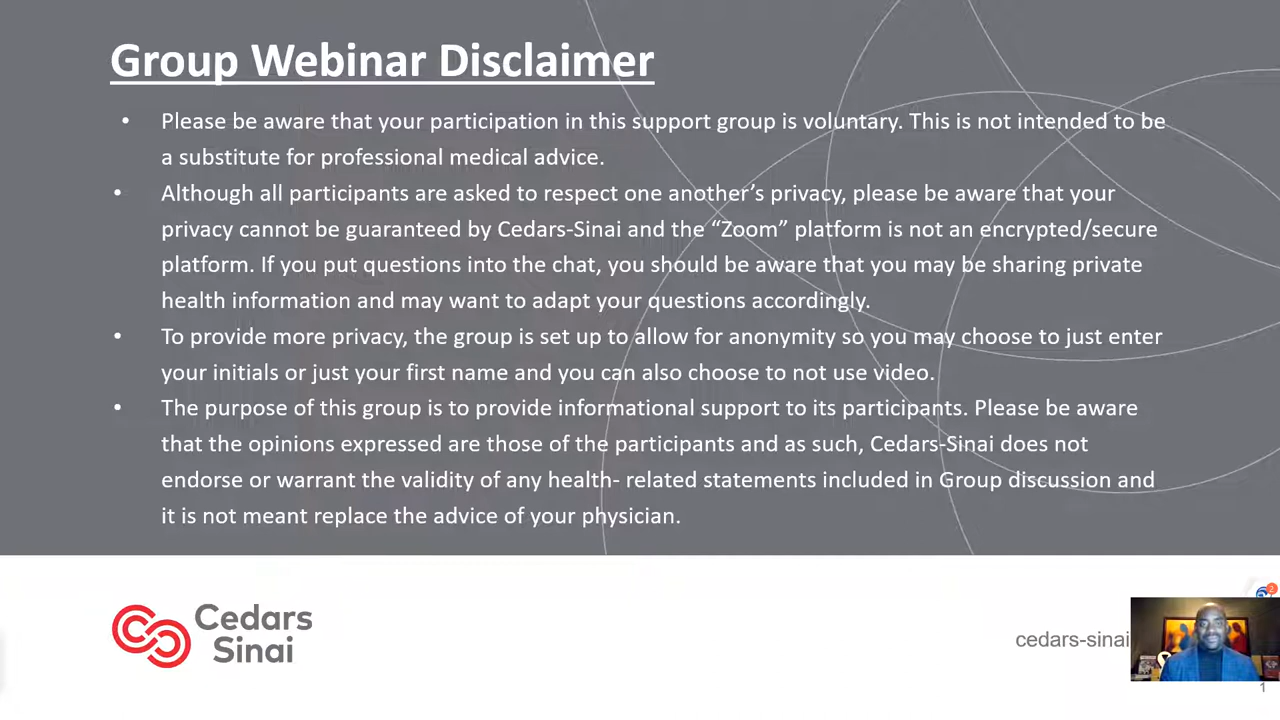 Group Webinar Disclaimer
• Please be aware that your participation in this support group is voluntary. This is not intended to be
a substitute for professional medical advice.
• Although all participants are asked to respect one another’s privacy, please be aware that your
privacy cannot be guaranteed by Cedars-Sinai and the “Zoom” platform is not an encrypted/secure
platform. If you put questions into the chat, you should be aware that you may be sharing private
health information and may want to adapt your questions accordingly.
• To provide more privacy, the group is set up to allow for anonymity so you may choose to just enter
your initials or just your first name and you can also choose to not use video.
• The purpose of this group is to provide informational support to its participants. Please be aware
that the opinions expressed are those of the participants and as such, Cedars-Sinai does not
endorse or warrant the validity of any health- related statements included in Group discussion and
it is not meant replace the advice of your physician.
Cedars
Sinai
cedars-sinai
2
1